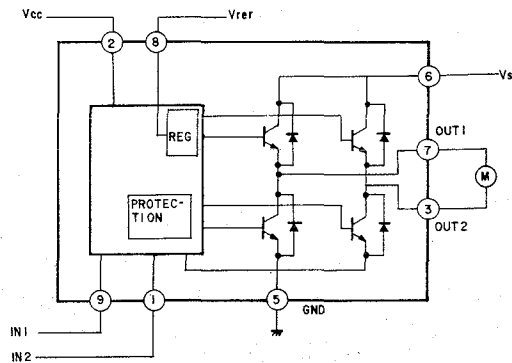 Vcc
Vrer
2
8
6
Vs
REG
OUT1
7
M
PROTEC-
TION
3
OUT2
9
1
5
GND
IN1
IN2